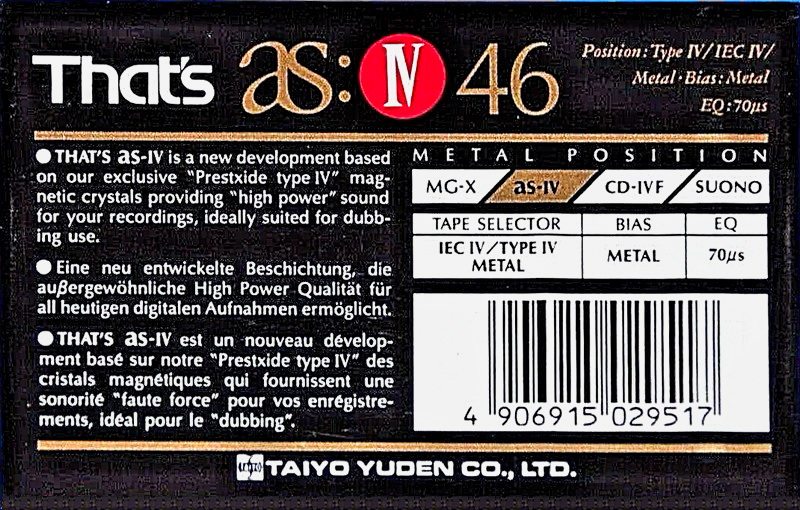 That's as: IV 46
Position: Type IV/IEC IV/
Metal·Bias: Metal
EQ: 70µs
●THAT'S as-IV is a new development based
on our exclusive "Prestxide type IV" mag-
netic crystals providing "high power" sound
for your recordings, ideally suited for dubb-
ing use.
●Eine neu entwickelte Beschichtung, die
außergewöhnliche High Power Qualität für
all heutigen digitalen Aufnahmen ermöglicht.
●THAT'S as-IV est un nouveau dévelop-
ment basé sur notre "Prestxide type IV" des
cristals magnétiques qui fournissent une
sonorité "faute force" pour vos enrégistre-
ments, idéal pour le "dubbing".
METAL POSITION
MG-X as-IV CD-IVF SUONO
TAPE SELECTOR BIAS EQ
IEC IV/TYPE IV
METAL
METAL
70µs
4 906915 029517
TAIYO YUDEN CO., LTD.